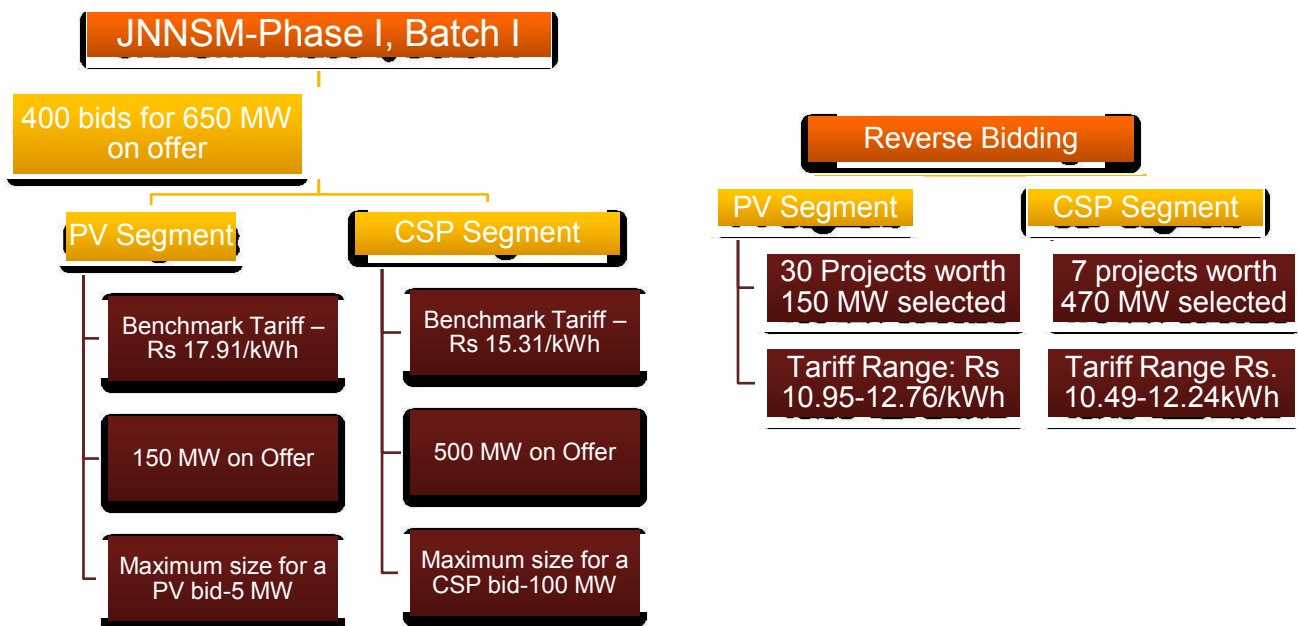 JNNSM-Phase I, Batch I
400 bids for 650 MW
on offer
PV Segment
Benchmark Tariff –
Rs 17.91/kWh
150 MW on Offer
Maximum size for a
PV bid-5 MW
CSP Segment
Benchmark Tariff –
Rs 15.31/kWh
500 MW on Offer
Maximum size for a
CSP bid-100 MW
Reverse Bidding
PV Segment
30 Projects worth
150 MW selected
Tariff Range: Rs
10.95-12.76/kWh
CSP Segment
7 projects worth
470 MW selected
Tariff Range Rs.
10.49-12.24kWh